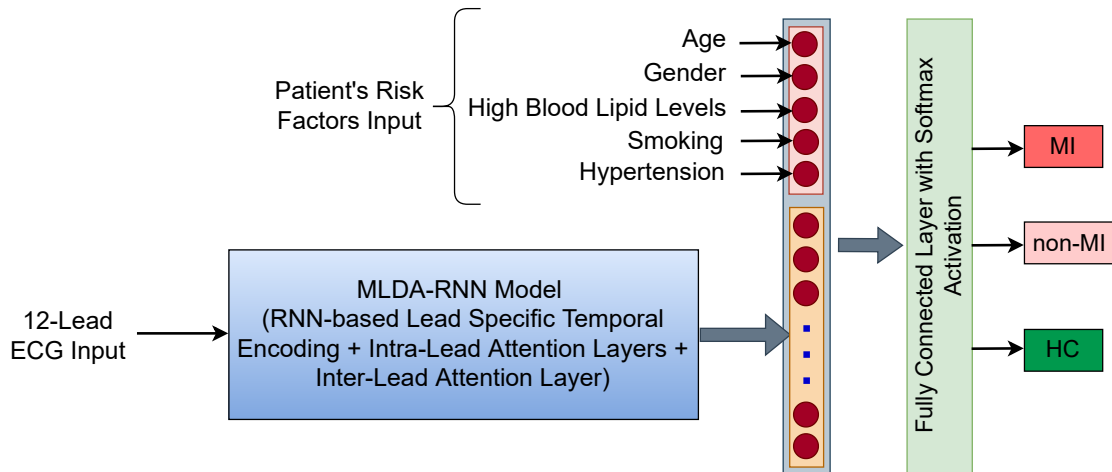 Patient's Risk
Factors Input
Age
Gender
High Blood Lipid Levels
Smoking
Hypertension
12-Lead
ECG Input
MLDA-RNN Model
(RNN-based Lead Specific Temporal
Encoding + Intra-Lead Attention Layers +
Inter-Lead Attention Layer)
Fully Connected Layer with Softmax
Activation
MI
non-MI
HC